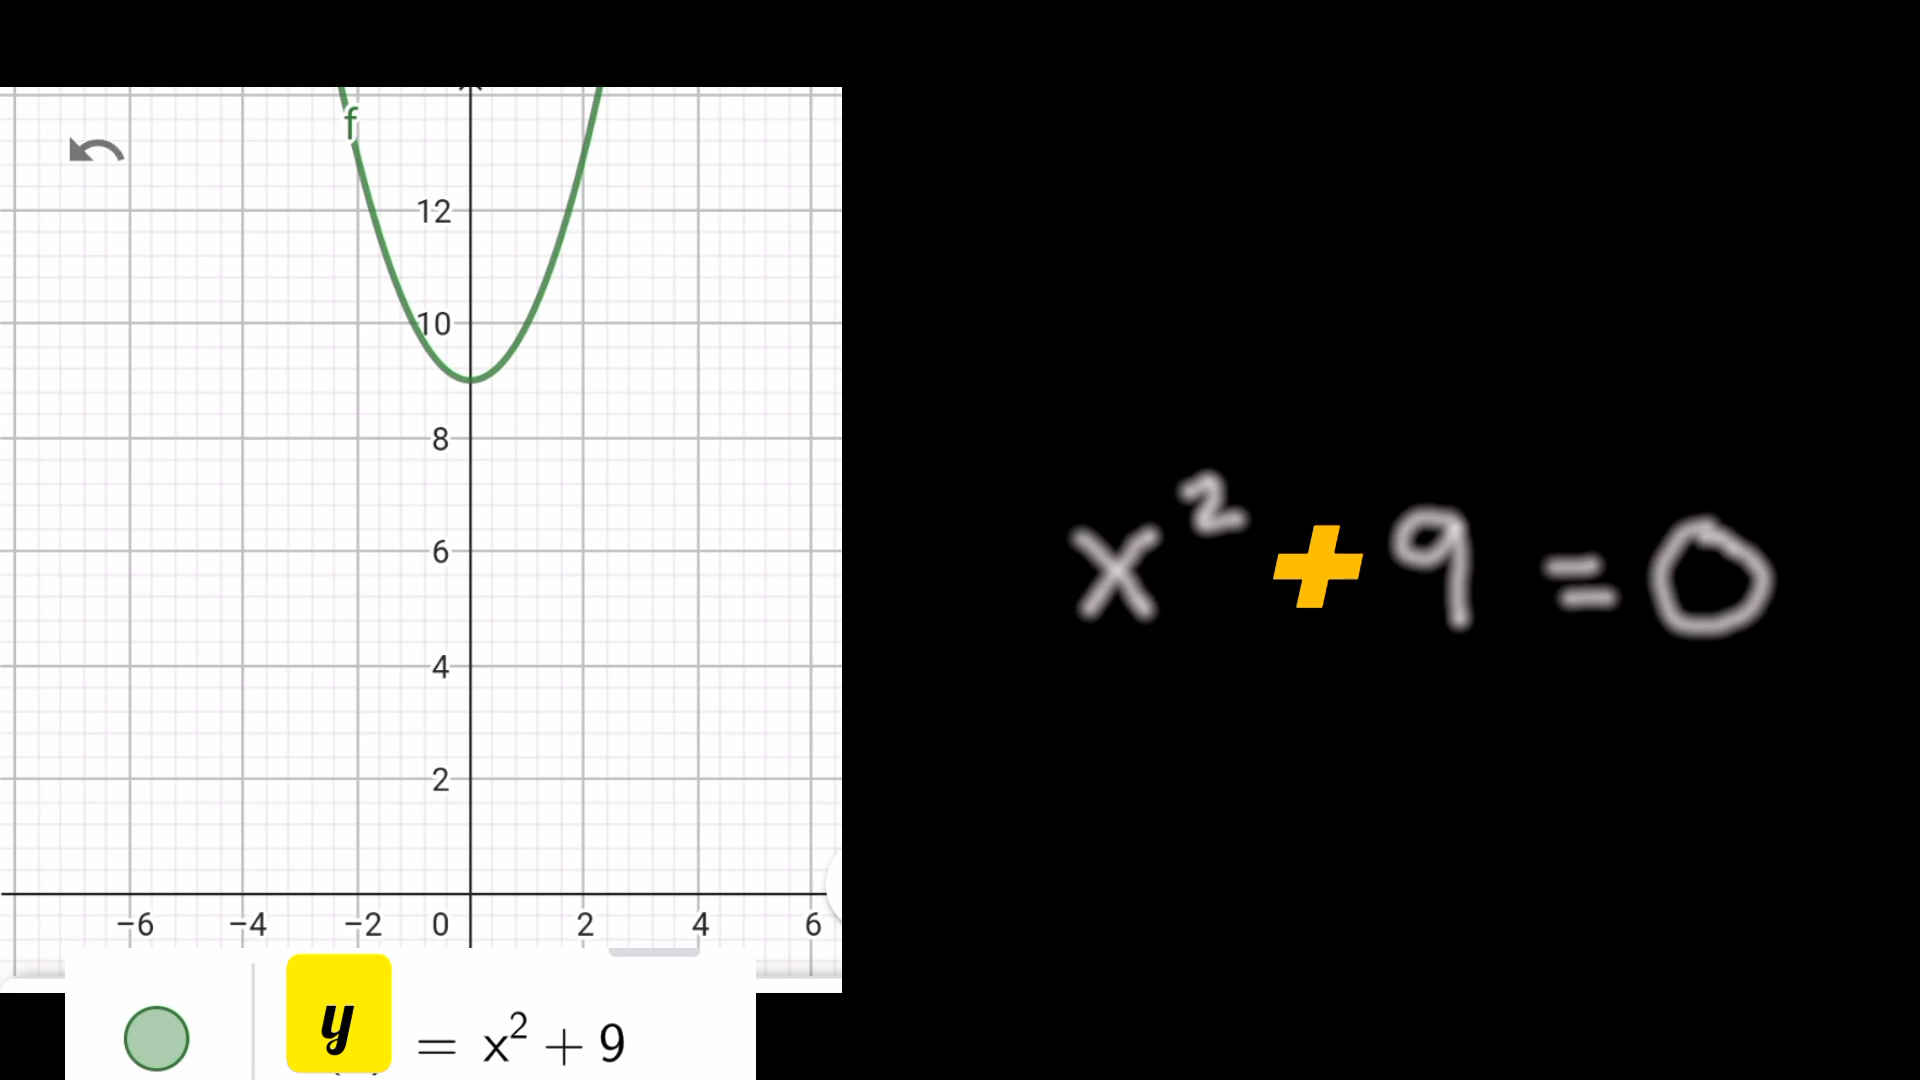 f
12
10
8
6
4
2
−6 −4 −2 0 2 4 6
y = x² + 9
x² + 9 = 0